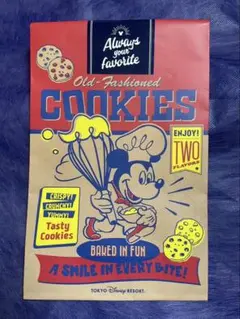 Always
your
favorite
Old-Fashioned
COOKIES
ENJOY!
TWO
FLAVORS
CRISPY!
CRUNCHY!
YUMMY!
Tasty
Cookies
BAKED IN FUN
A SMILE IN EVERY BITE!
TOKYO Disney RESORT